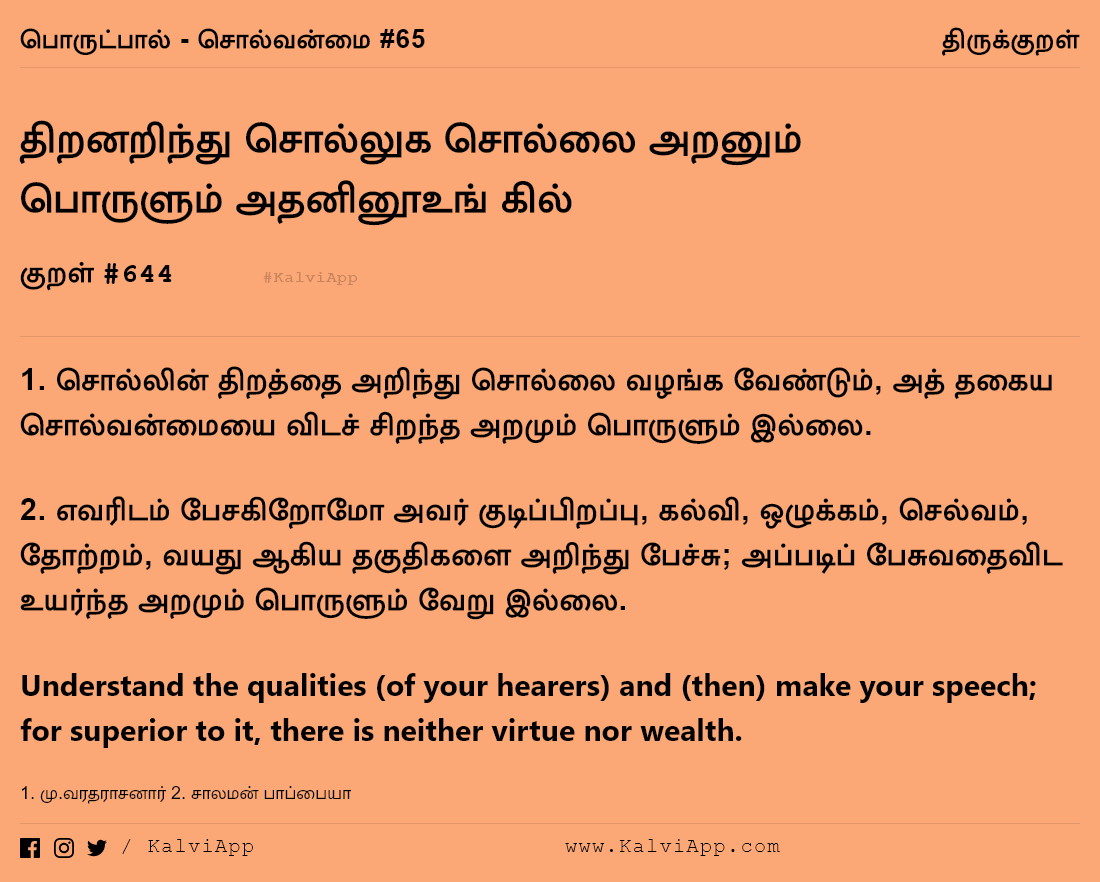 பொருட்பால் - சொல்வன்மை #65
திருக்குறள்
திறனறிந்து சொல்லுக சொல்லை அறனும்
பொருளும் அதனினூஉங் கில்
குறள் #644
#KalviApp
1. சொல்லின் திறத்தை அறிந்து சொல்லை வழங்க வேண்டும், அத் தகைய
சொல்வன்மையை விடச் சிறந்த அறமும் பொருளும் இல்லை.
2. எவரிடம் பேசகிறோமோ அவர் குடிப்பிறப்பு, கல்வி, ஒழுக்கம், செல்வம்,
தோற்றம், வயது ஆகிய தகுதிகளை அறிந்து பேச்சு; அப்படிப் பேசுவதைவிட
உயர்ந்த அறமும் பொருளும் வேறு இல்லை.
Understand the qualities (of your hearers) and (then) make your speech;
for superior to it, there is neither virtue nor wealth.
1. மு.வரதராசனார் 2. சாலமன் பாப்பையா
/ KalviApp
www.KalviApp.com